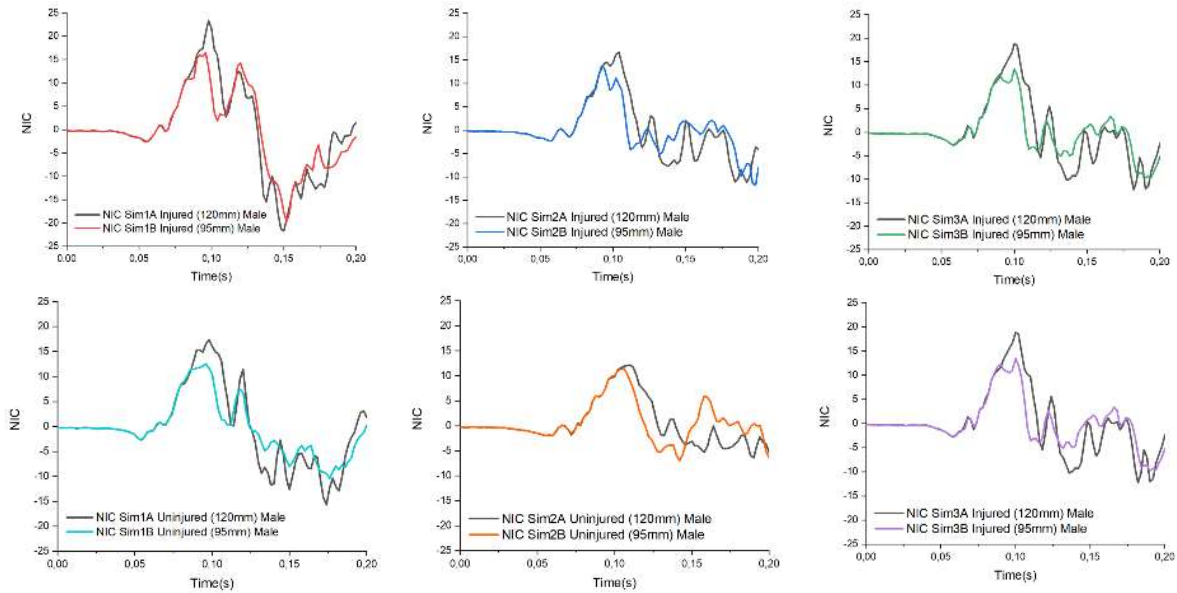 25
20
15
10
5
0
-5
-10
-15
-20
-25
NIC
NIC Sim1A Injured (120mm) Male
NIC Sim1B Injured (95mm) Male
0,00 0,05 0,10 0,15 0,20
Time(s)
25
20
15
10
5
0
-5
-10
-15
-20
-25
NIC
NIC Sim2A Injured (120mm) Male
NIC Sim2B Injured (95mm) Male
0,00 0,05 0,10 0,15 0,20
Time(s)
25
20
15
10
5
0
-5
-10
-15
-20
-25
NIC
NIC Sim3A Injured (120mm) Male
NIC Sim3B Injured (95mm) Male
0,00 0,05 0,10 0,15 0,20
Time(s)
25
20
15
10
5
0
-5
-10
-15
-20
-25
NIC
NIC Sim1A Uninjured (120mm) Male
NIC Sim1B Uninjured (95mm) Male
0,00 0,05 0,10 0,15 0,20
Time(s)
25
20
15
10
5
0
-5
-10
-15
-20
-25
NIC
NIC Sim2A Uninjured (120mm) Male
NIC Sim2B Uninjured (95mm) Male
0,00 0,05 0,10 0,15 0,20
Time(s)
25
20
15
10
5
0
-5
-10
-15
-20
-25
NIC
NIC Sim3A Injured (120mm) Male
NIC Sim3B Injured (95mm) Male
0,00 0,05 0,10 0,15 0,20
Time(s)